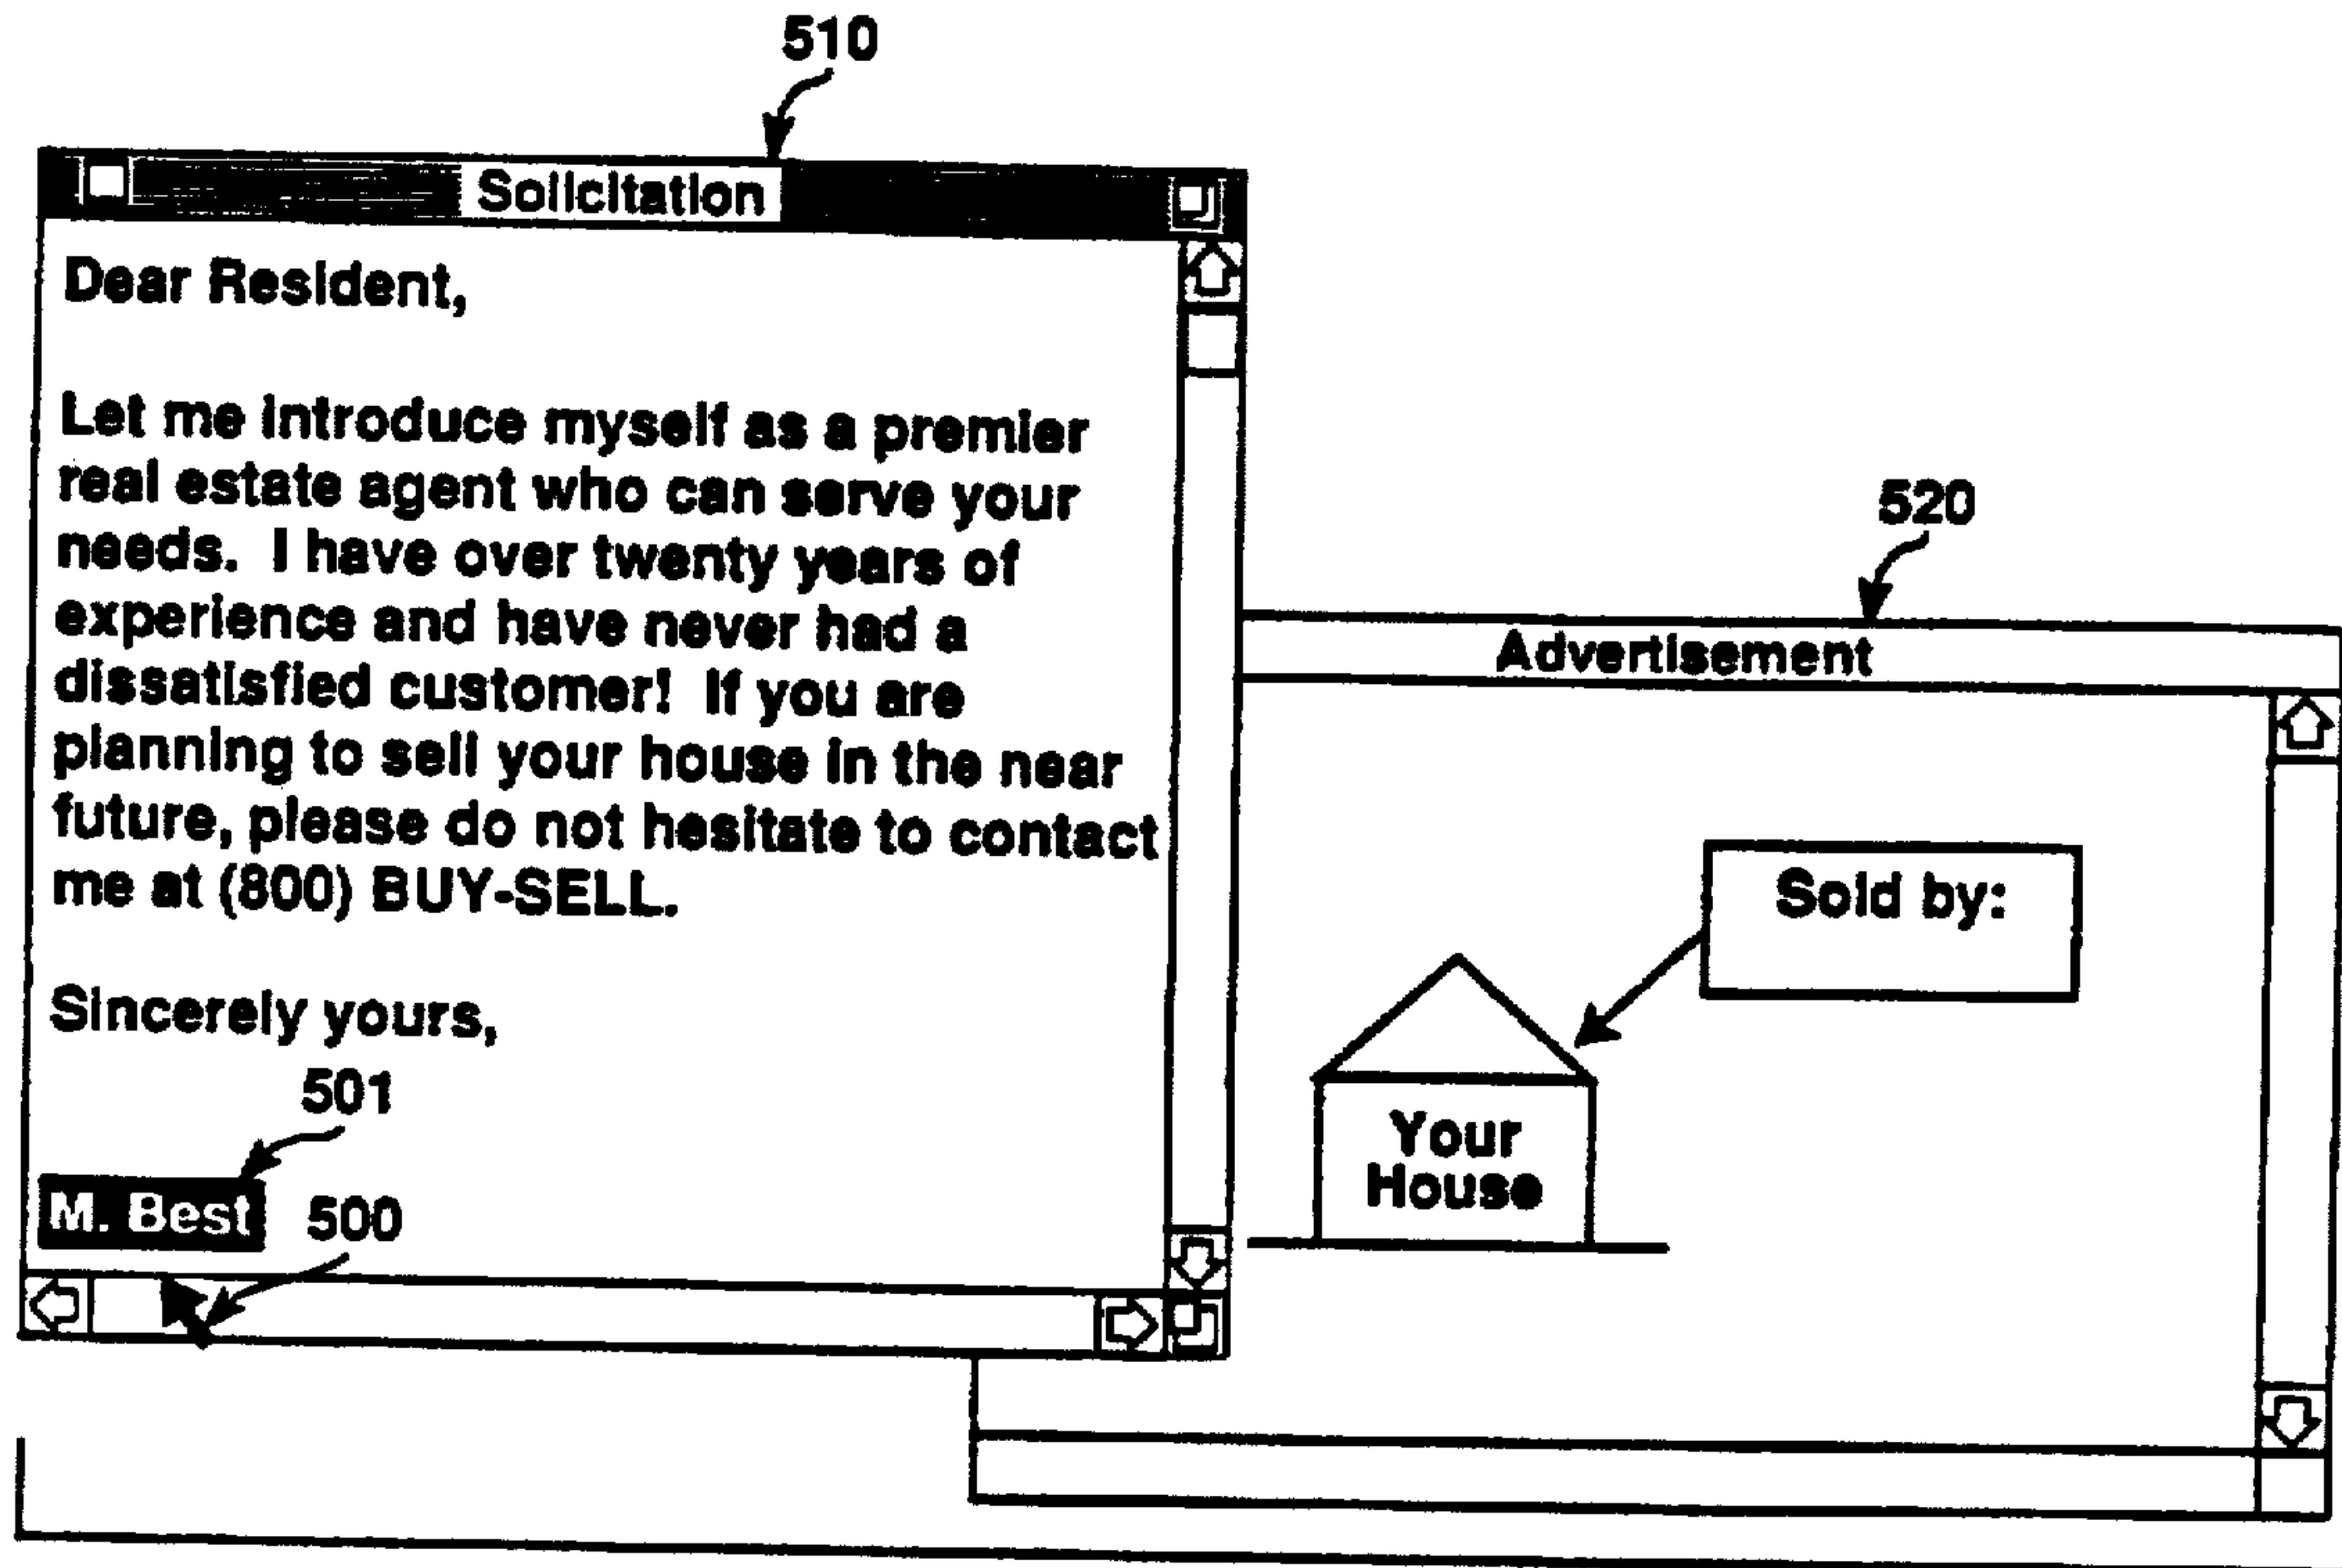 510
Solicitation
Dear Resident,
Let me introduce myself as a premier
real estate agent who can serve your
needs. I have over twenty years of
experience and have never had a
dissatisfied customer! If you are
planning to sell your house in the near
future, please do not hesitate to contact
me at (800) BUY-SELL.
Sincerely yours,
501
M. Best
500
520
Advertisement
Sold by:
Your
House